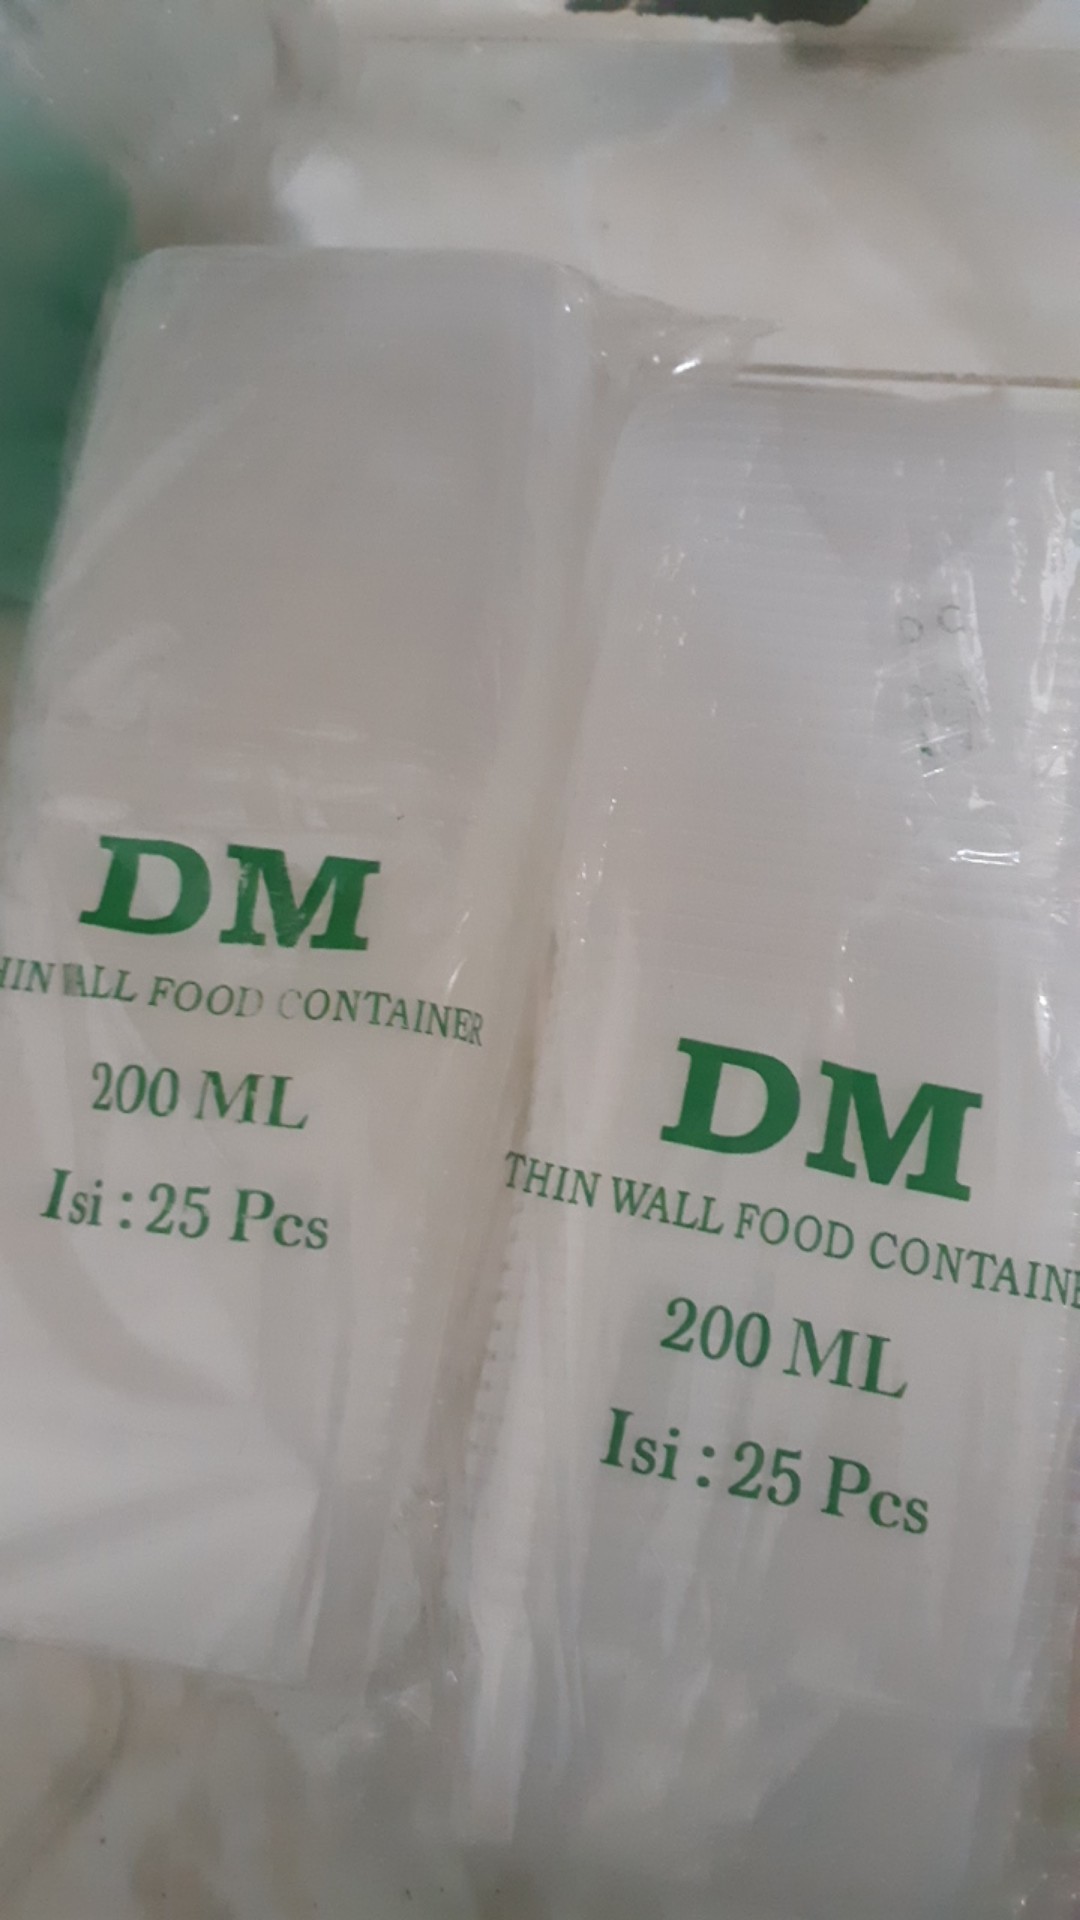 DM
THIN WALL FOOD CONTAINER
200 ML
Isi : 25 Pcs
DM
THIN WALL FOOD CONTAINE
200 ML
Isi : 25 Pcs